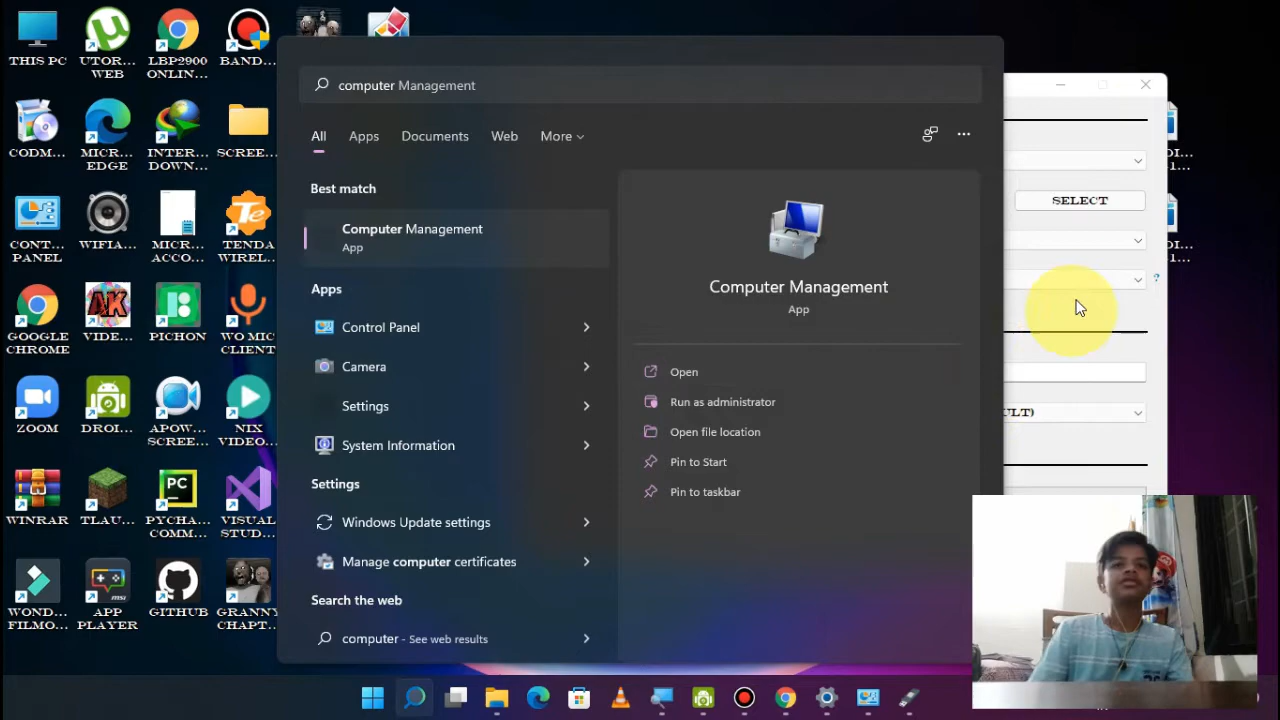 THIS PC
UTOR...
WEB
LBP2900
ONLIN...
BAND...
CODM...
MICR...
EDGE
INTER...
DOWN...
SCREE...
CONT...
PANEL
WIFIA...
MICR...
ACCO...
TENDA
WIREL...
GOOGLE
CHROME
VIDE...
PICHON
WO MIC
CLIENT
ZOOM
DROI...
APOW...
SCREE...
NIX
VIDEO...
WINRAR
TLAU...
PYCHA...
COMM...
VISUAL
STUD...
WOND...
FILMO...
APP
PLAYER
GITHUB
GRANNY
CHAPT...
computer Management
All
Apps
Documents
Web
More
Best match
Computer Management
App
Apps
Control Panel
Camera
Settings
System Information
Settings
Windows Update settings
Manage computer certificates
Search the web
computer - See web results
Computer Management
App
Open
Run as administrator
Open file location
Pin to Start
Pin to taskbar
SELECT
?
ULT)